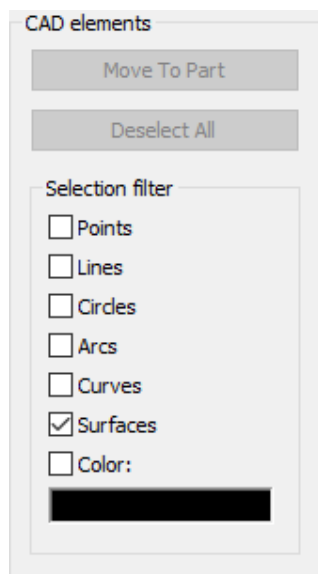 CAD elements
Move To Part
Deselect All
Selection filter
Points
Lines
Circles
Arcs
Curves
Surfaces
Color: